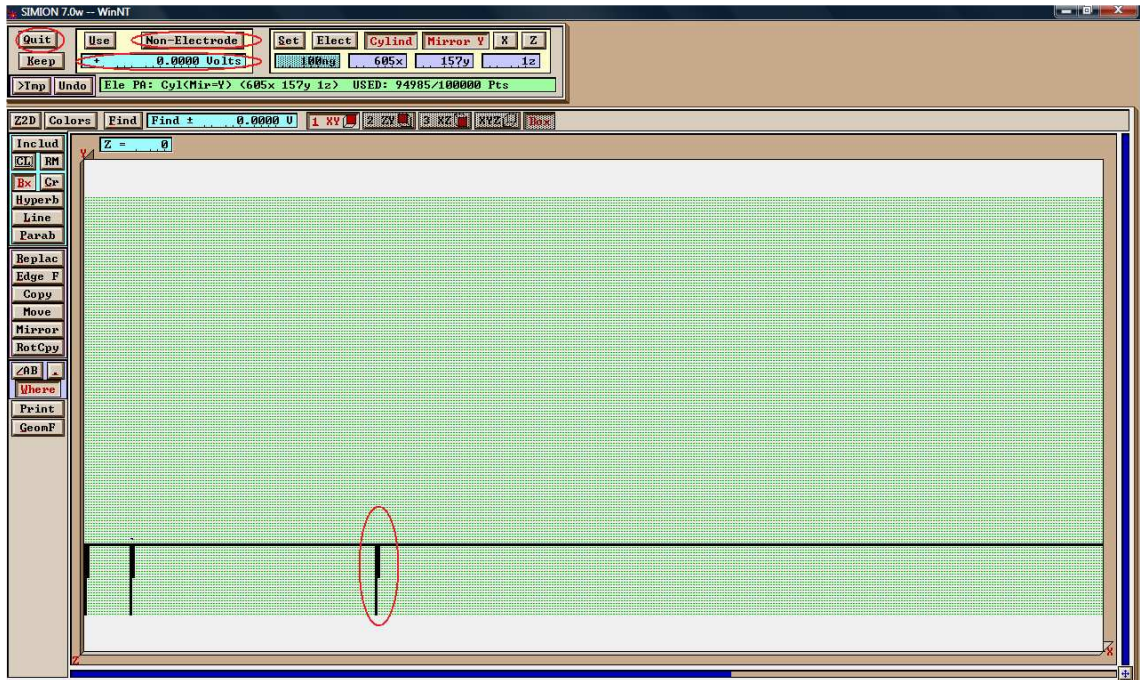 SIMION 7.0w -- WinNT
Quit Use Non-Electrode Set Elect Cylind Mirror Y X Z
Keep + 0.0000 Volts 100ng 605x 157y 1z
>Tmp Undo Ele PA: Cyl(Mir=Y) (605x 157y 1z) USED: 94985/100000 Pts
Z2D Colors Find Find ± 0.0000 V 1 XY 2 ZY 3 XZ XYZ Box
Includ Z = 0
CL RM Y
Bx Cr
Hyperb
Line
Parab
Replac
Edge F
Copy
Move
Mirror
RotCpy
∠AB
Where
Print
GeomF
X
Z